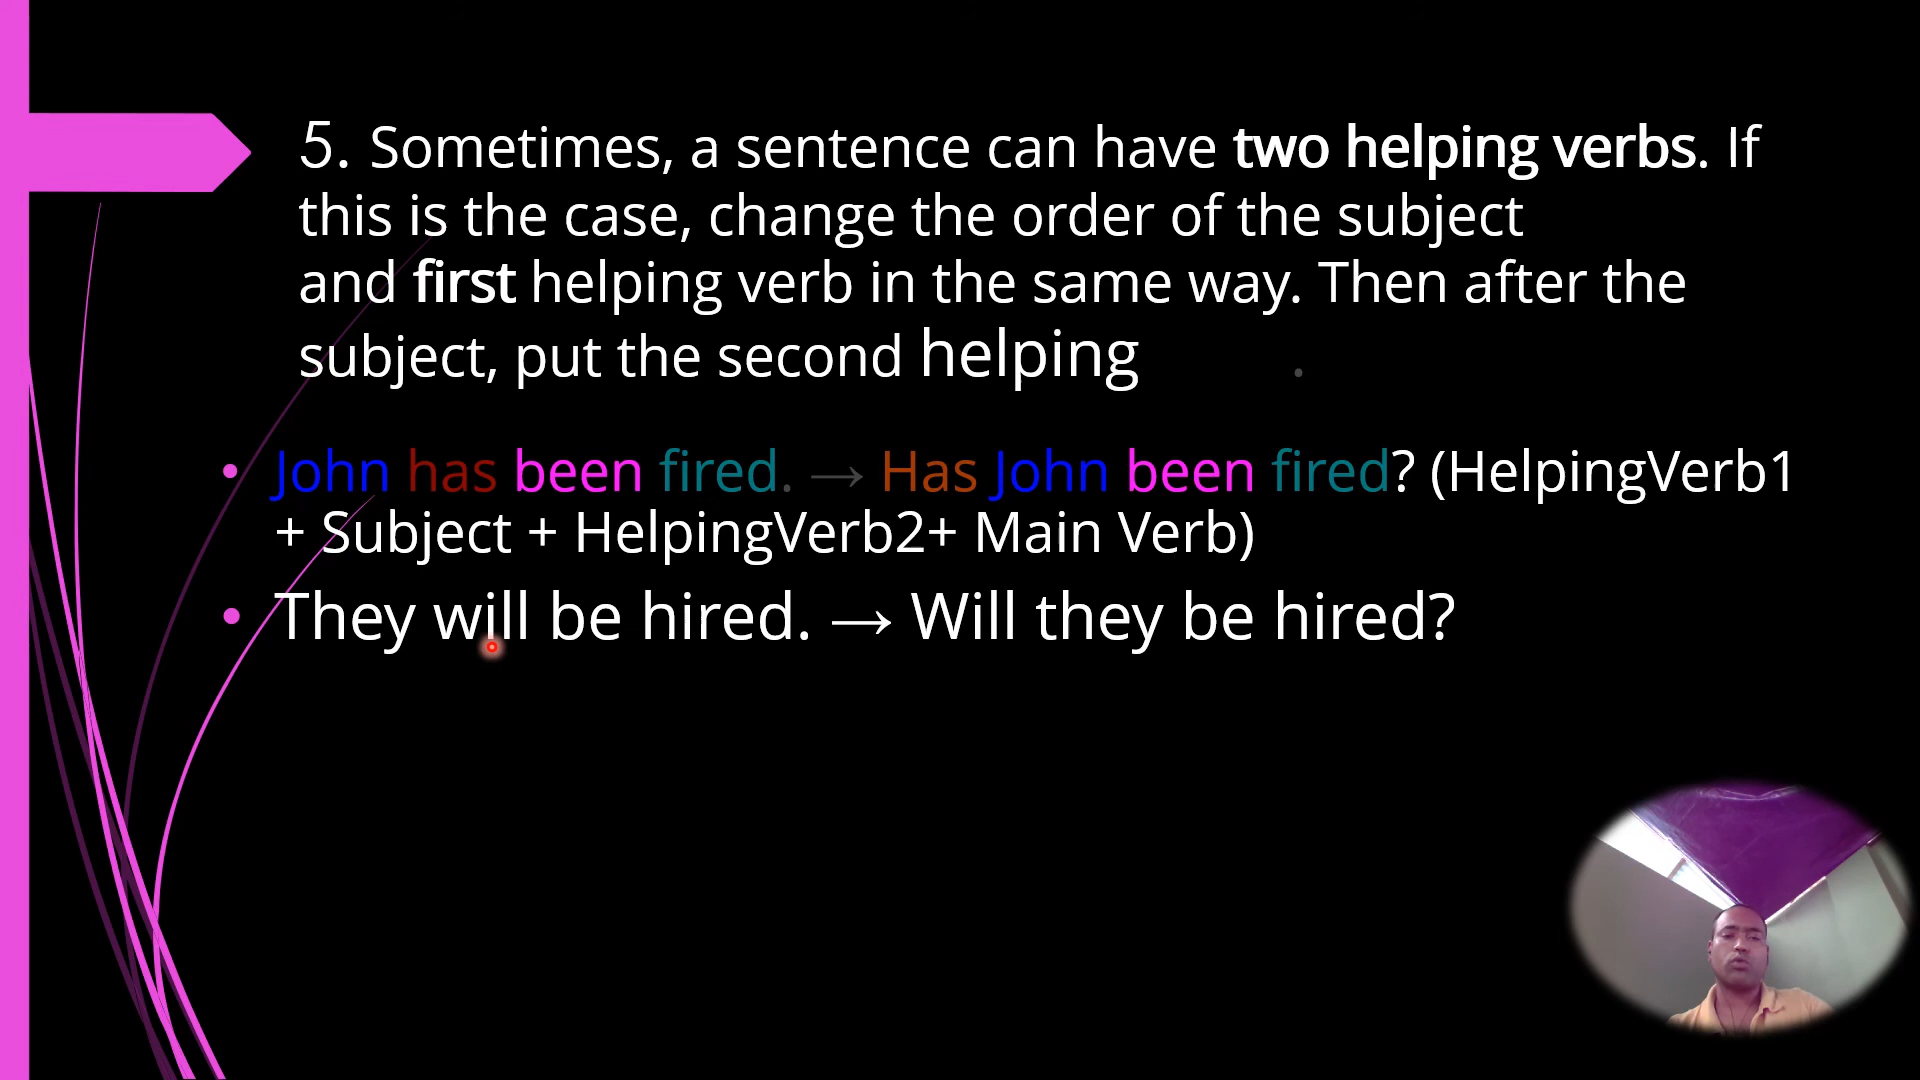 5. Sometimes, a sentence can have two helping verbs. If
this is the case, change the order of the subject
and first helping verb in the same way. Then after the
subject, put the second helping .
• John has been fired. → Has John been fired? (HelpingVerb1
+ Subject + HelpingVerb2+ Main Verb)
• They will be hired. → Will they be hired?